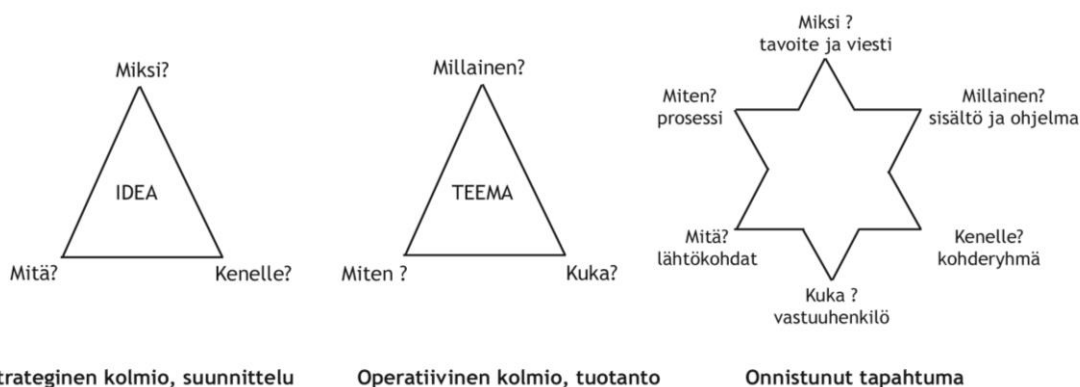 Miksi?
IDEA
Mitä?
Kenelle?
trateginen kolmio, suunnittelu
Millainen?
TEEMA
Miten ?
Kuka?
Operatiivinen kolmio, tuotanto
Miksi ?
tavoite ja viesti
Miten?
prosessi
Millainen?
sisältö ja ohjelma
Mitä?
lähtökohdat
Kenelle?
kohderyhmä
Kuka ?
vastuuhenkilö
Onnistunut tapahtuma